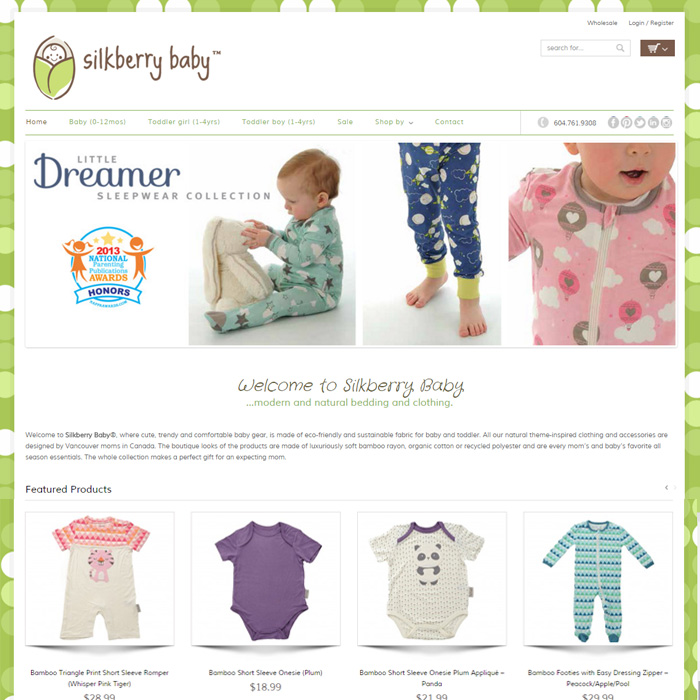 Wholesale Login / Register
silkberry baby™
search for...
Home Baby (0-12mos) Toddler girl (1-4yrs) Toddler boy (1-4yrs) Sale Shop by Contact 604.761.9308
LITTLE
Dreamer
SLEEPWEAR COLLECTION
2013
NATIONAL
Parenting
Publications
AWARDS
HONORS
Welcome to Silkberry Baby
...modern and natural bedding and clothing.
Welcome to Silkberry Baby©, where cute, trendy and comfortable baby gear, is made of eco-friendly and sustainable fabric for baby and toddler. All our natural theme-inspired clothing and accessories are
designed by Vancouver moms in Canada. The boutique looks of the products are made of luxuriously soft bamboo rayon, organic cotton or recycled polyester and are every mom's and baby's favorite all
season essentials. The whole collection makes a perfect gift for an expecting mom.
Featured Products
Bamboo Triangle Print Short Sleeve Romper
(Whisper Pink Tiger)
$28.99
Bamboo Short Sleeve Onesie (Plum)
$18.99
Bamboo Short Sleeve Onesie Plum Appliqué –
Panda
$21.99
Bamboo Footies with Easy Dressing Zipper –
Peacock/Apple/Pool
$29.99